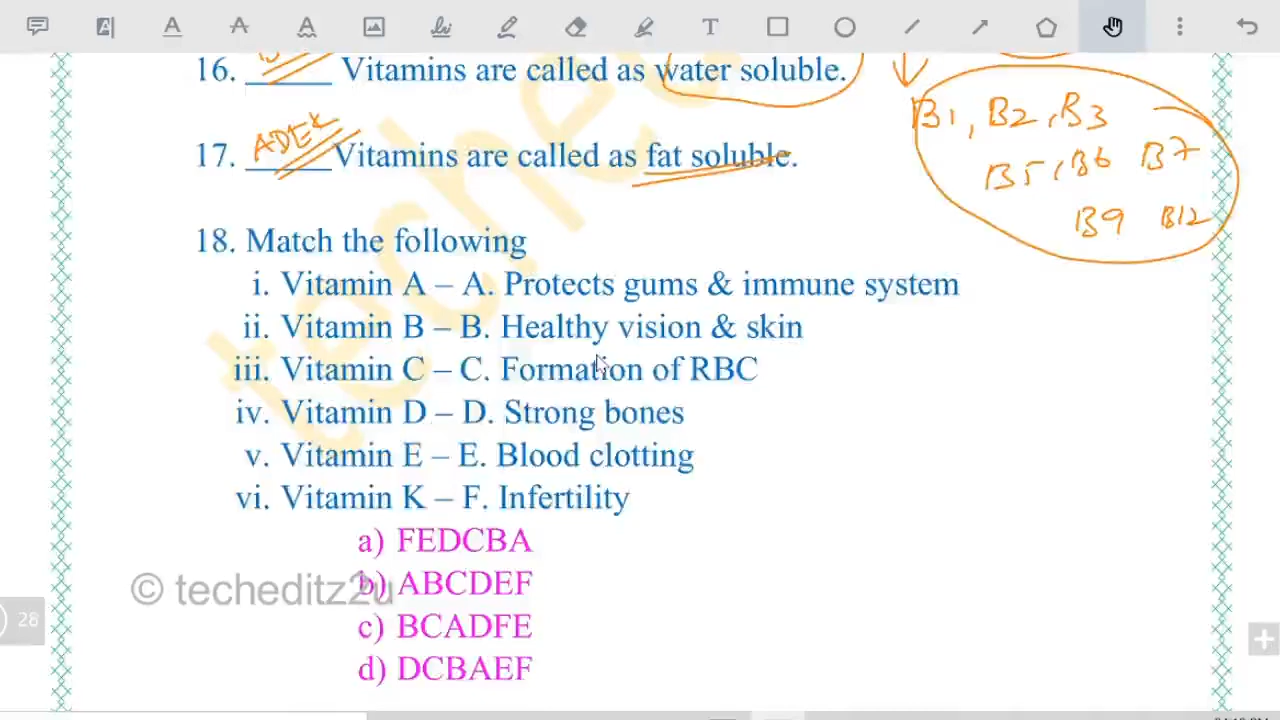 16. ______ Vitamins are called as water soluble.
B1, B2, B3
ADEK
17. ______ Vitamins are called as fat soluble.
B5, B6 B7
B9 B12
18. Match the following
i. Vitamin A – A. Protects gums & immune system
ii. Vitamin B – B. Healthy vision & skin
iii. Vitamin C – C. Formation of RBC
iv. Vitamin D – D. Strong bones
v. Vitamin E – E. Blood clotting
vi. Vitamin K – F. Infertility
a) FEDCBA
b) ABCDEF
© techeditz2u
28
c) BCADFE
d) DCBAEF